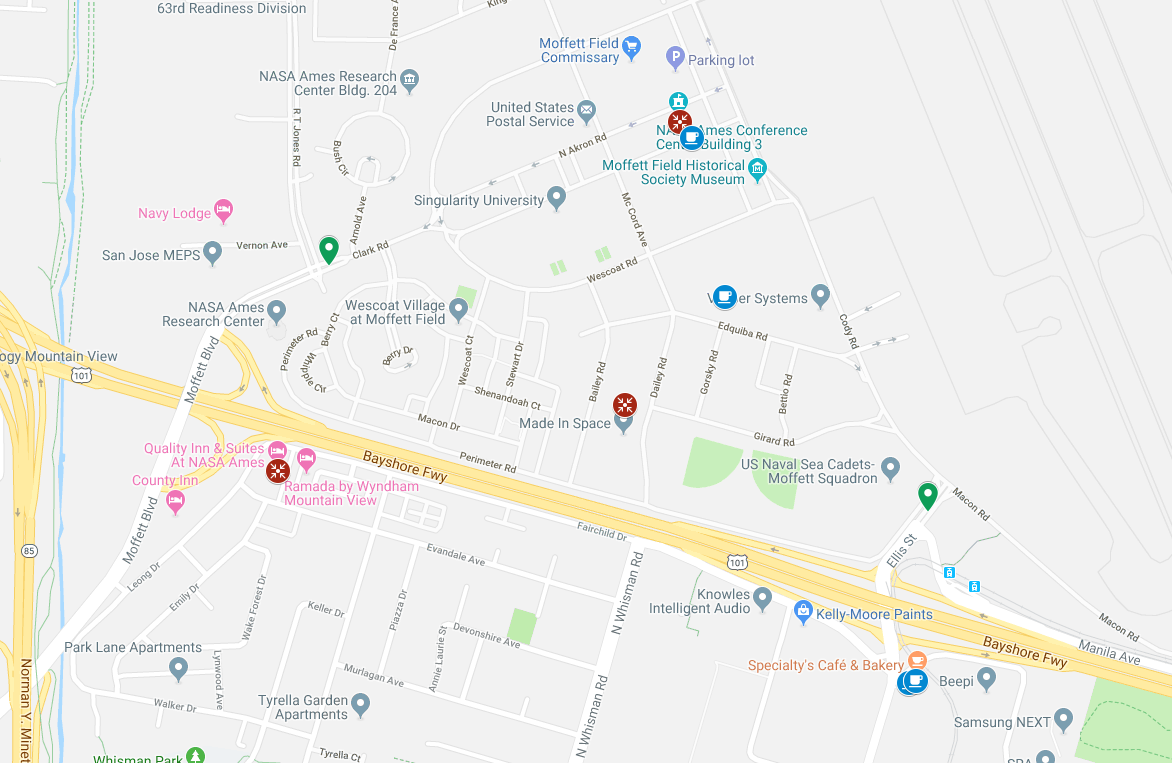 63rd Readiness Division
King
De France A
Moffett Field
Commissary
P
Parking lot
NASA Ames Research
Center Bldg. 204
United States
Postal Service
R T Jones Rd
N Akron Rd
Ames Conference
Building 3
Bush Cir
Moffett Field Historical
Society Museum
Singularity University
Mc Cord Ave
Navy Lodge
Arnold Ave
Vernon Ave
Clark Rd
San Jose MEPS
Wescoat Rd
NASA Ames
Research Center
Wescoat Village
at Moffett Field
er Systems
Edquiba Rd
Cody Rd
Perimeter Rd
Berry Ct
Berry Dr
Wescoat Ct
Stewart Dr
ogy Mountain View
101
Moffett Blvd
Bailey Rd
Dailey Rd
Gorsky Rd
Bettio Rd
Shenandoah Ct
Macon Dr
Made In Space
Girard Rd
Quality Inn & Suites
At NASA Ames
County Inn
Bayshore Fwy
Perimeter Rd
Ramada by Wyndham
Mountain View
US Naval Sea Cadets-
Moffett Squadron
Macon Rd
Moffett Blvd
Fairchild Dr
Ellis St
85
Evandale Ave
101
Leong Dr
Emily Dr
Wake Forest Dr
Keller Dr
Piazza Dr
N Whisman Rd
Knowles
Intelligent Audio
Kelly-Moore Paints
Macon Rd
Manila Ave
Bayshore Fwy
Devonshire Ave
Annie Laurie St
Park Lane Apartments
Lynwood Ave
Murlagan Ave
Specialty's Café & Bakery
Beepi
Norman Y. Minet
Walker Dr
Tyrella Garden
Apartments
N Whisman Rd
Samsung NEXT
Tyrella Ct
Whisman Park